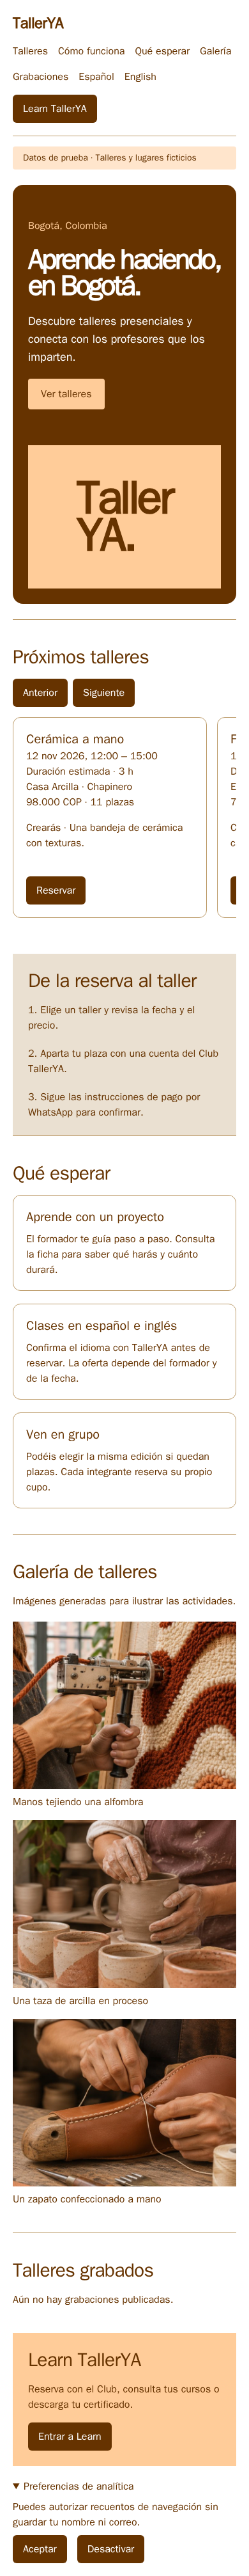 TallerYA
Talleres Cómo funciona Qué esperar Galería
Grabaciones Español English
Learn TallerYA
Datos de prueba · Talleres y lugares ficticios
Bogotá, Colombia
Aprende haciendo,
en Bogotá.
Descubre talleres presenciales y
conecta con los profesores que los
imparten.
Ver talleres
Taller
YA.
Próximos talleres
Anterior Siguiente
Cerámica a mano
12 nov 2026, 12:00 – 15:00
Duración estimada · 3 h
Casa Arcilla · Chapinero
98.000 COP · 11 plazas
Crearás · Una bandeja de cerámica
con texturas.
Reservar
De la reserva al taller
1. Elige un taller y revisa la fecha y el
precio.
2. Aparta tu plaza con una cuenta del Club
TallerYA.
3. Sigue las instrucciones de pago por
WhatsApp para confirmar.
Qué esperar
Aprende con un proyecto
El formador te guía paso a paso. Consulta
la ficha para saber qué harás y cuánto
durará.
Clases en español e inglés
Confirma el idioma con TallerYA antes de
reservar. La oferta depende del formador y
de la fecha.
Ven en grupo
Podéis elegir la misma edición si quedan
plazas. Cada integrante reserva su propio
cupo.
Galería de talleres
Imágenes generadas para ilustrar las actividades.
Manos tejiendo una alfombra
Una taza de arcilla en proceso
Un zapato confeccionado a mano
Talleres grabados
Aún no hay grabaciones publicadas.
Learn TallerYA
Reserva con el Club, consulta tus cursos o
descarga tu certificado.
Entrar a Learn
▼ Preferencias de analítica
Puedes autorizar recuentos de navegación sin
guardar tu nombre ni correo.
Aceptar Desactivar